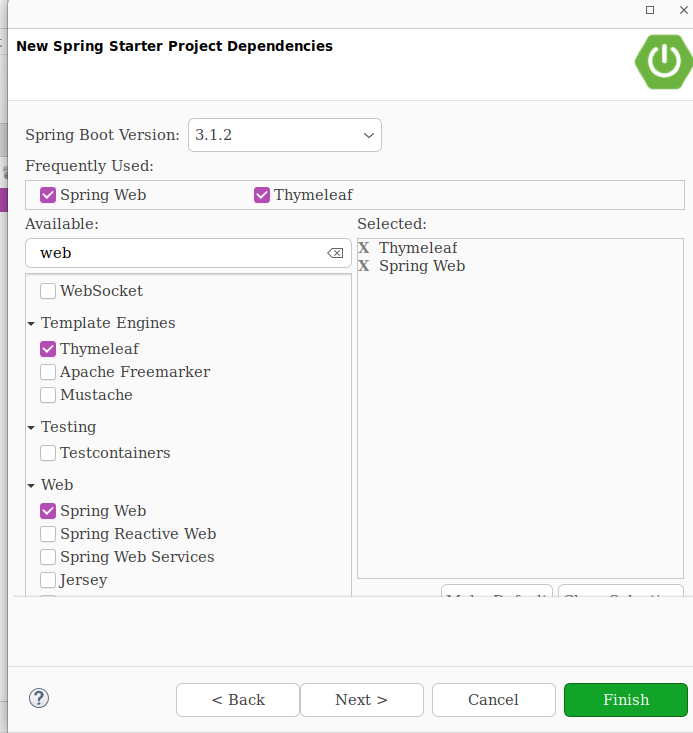 New Spring Starter Project Dependencies
Spring Boot Version: 3.1.2
Frequently Used:
Spring Web Thymeleaf
Available: Selected:
web
X Thymeleaf
X Spring Web
WebSocket
Template Engines
Thymeleaf
Apache Freemarker
Mustache
Testing
Testcontainers
Web
Spring Web
Spring Reactive Web
Spring Web Services
Jersey
? < Back Next > Cancel Finish